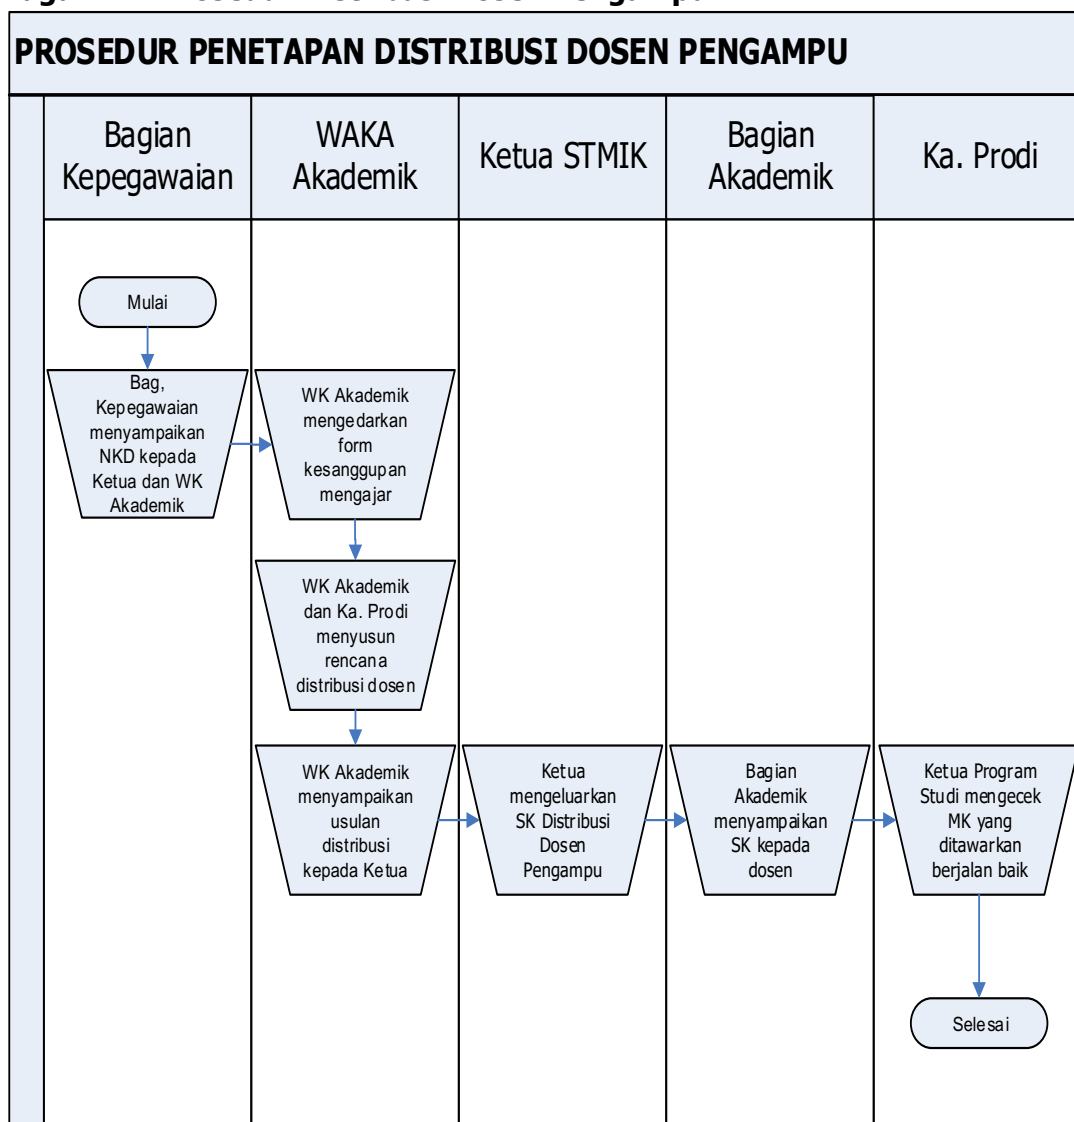 PROSEDUR PENETAPAN DISTRIBUSI DOSEN PENGAMPU
Bagian
Kepegawaian
WAKA
Akademik
Ketua STMIK
Bagian
Akademik
Ka. Prodi
Mulai
Bag,
Kepegawaian
menyampaikan
NKD kepada
Ketua dan WK
Akademik
WK Akademik
mengedarkan
form
kesanggupan
mengajar
WK Akademik
dan Ka. Prodi
menyusun
rencana
distribusi dosen
WK Akademik
menyampaikan
usulan
distribusi
kepada Ketua
Ketua
mengeluarkan
SK Distribusi
Dosen
Pengampu
Bagian
Akademik
menyampaikan
SK kepada
dosen
Ketua Program
Studi mengecek
MK yang
ditawarkan
berjalan baik
Selesai